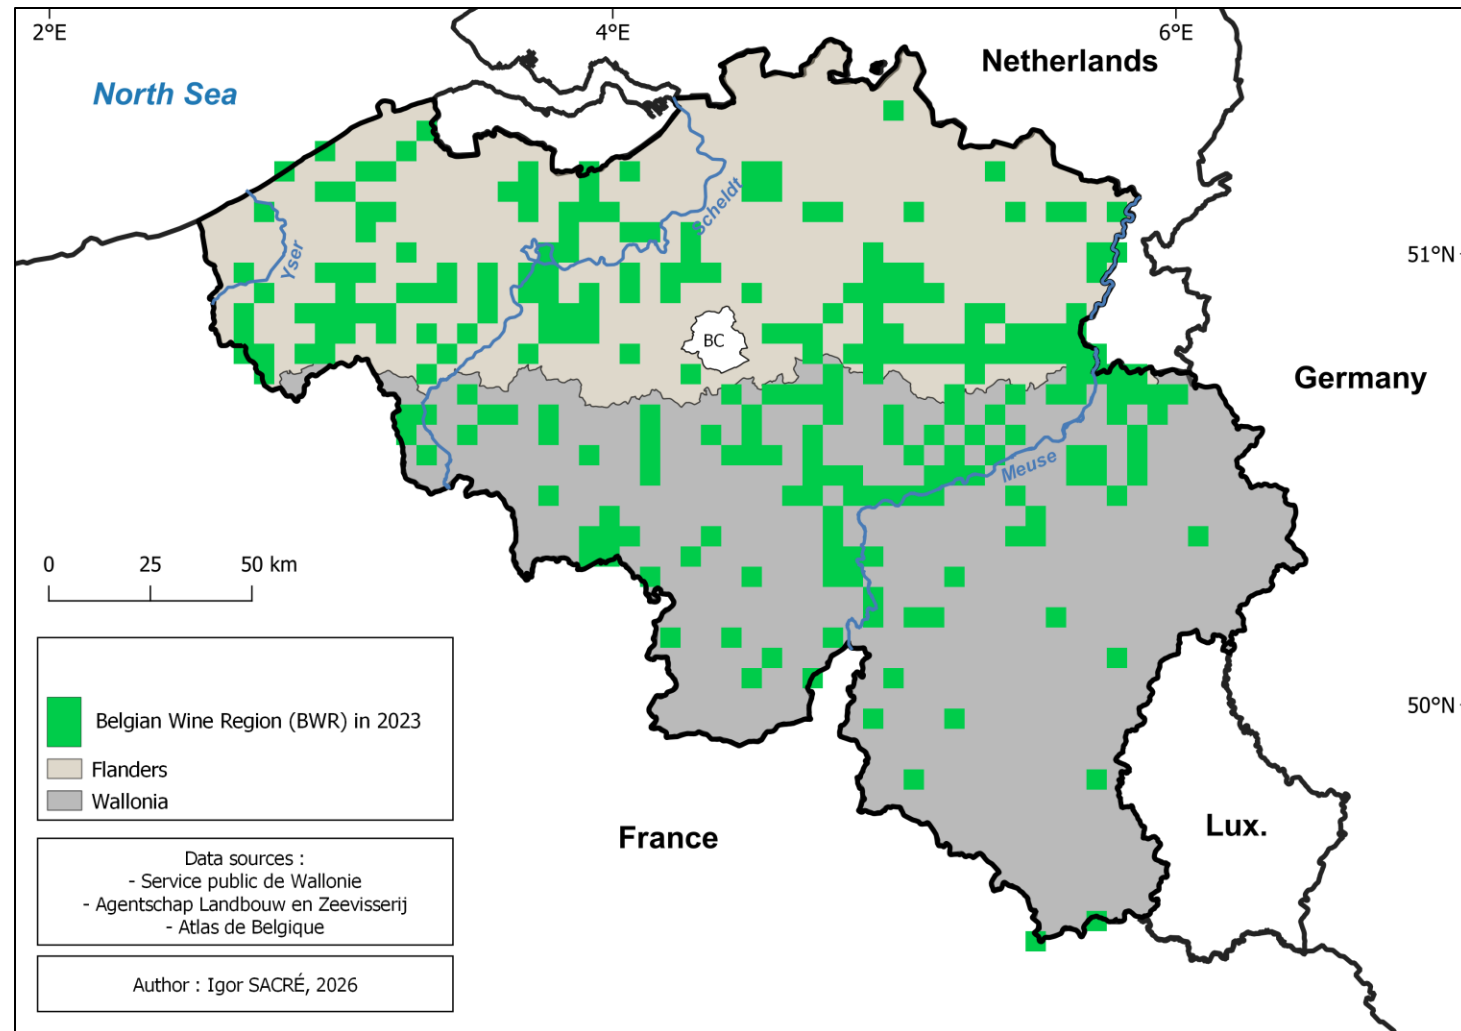 2°E
4°E
6°E
Netherlands
North Sea
Scheldt
Yser
51°N
BC
Germany
Meuse
0 25 50 km
50°N
Belgian Wine Region (BWR) in 2023
Flanders
Wallonia
France
Lux.
Data sources :
- Service public de Wallonie
- Agentschap Landbouw en Zeevisserij
- Atlas de Belgique
Author : Igor SACRÉ, 2026